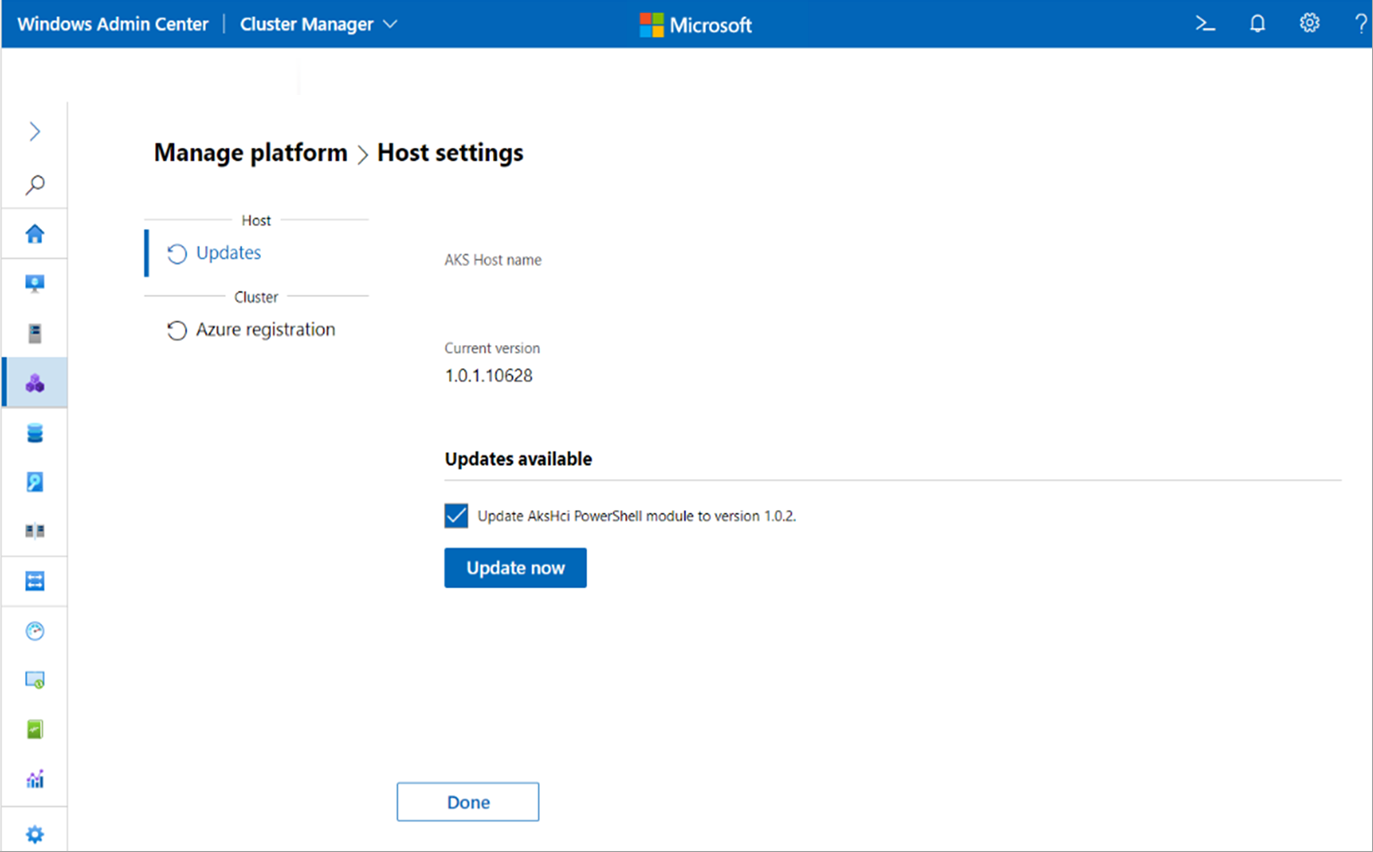 Windows Admin Center | Cluster Manager
Microsoft
Manage platform > Host settings
Host
Updates
Cluster
Azure registration
AKS Host name
Current version
1.0.1.10628
Updates available
Update AksHci PowerShell module to version 1.0.2.
Update now
Done